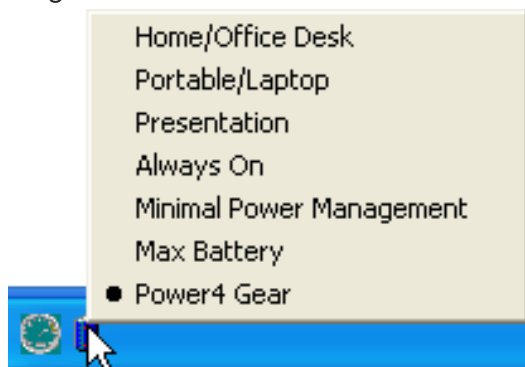 Home/Office Desk
Portable/Laptop
Presentation
Always On
Minimal Power Management
Max Battery
Power4 Gear